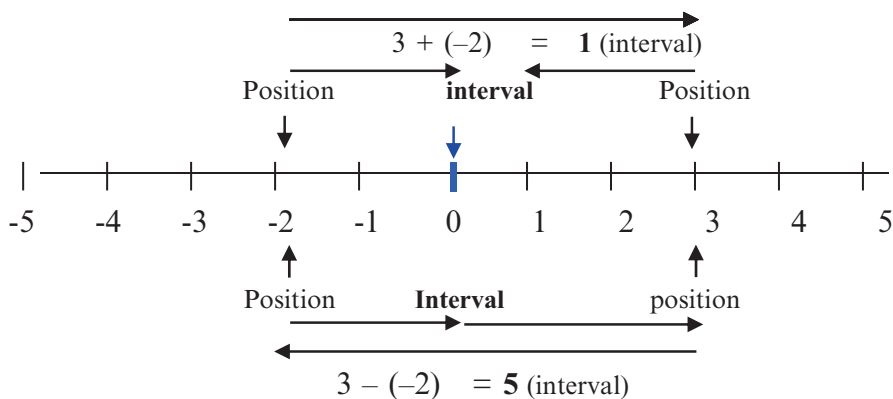 3 + (–2) = 1 (interval)
Position interval Position
-5 -4 -3 -2 -1 0 1 2 3 4 5
Position Interval position
3 – (–2) = 5 (interval)